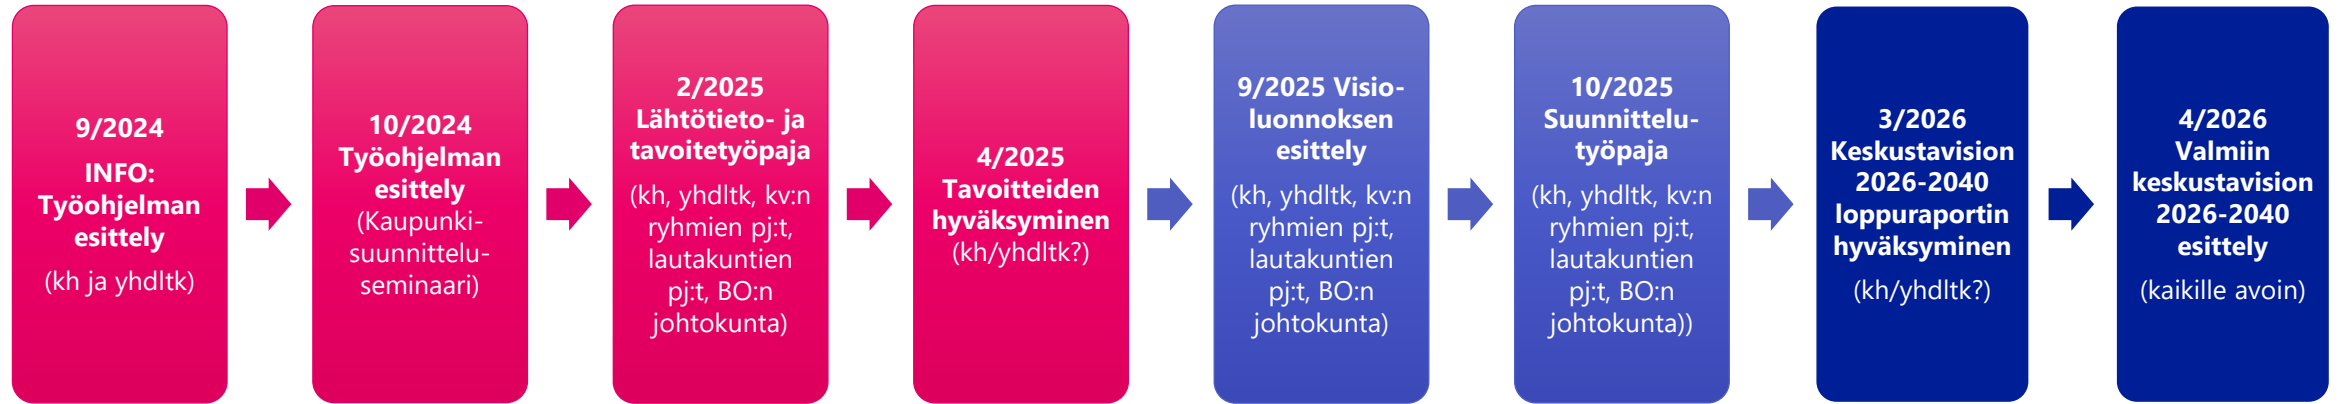 9/2024
INFO:
Työohjelman
esittely
(kh ja yhdltk)
10/2024
Työohjelman
esittely
(Kaupunki-
suunnittelu-
seminaari)
2/2025
Lähtötieto- ja
tavoitetyöpaja
(kh, yhdltk, kv:n
ryhmien pj:t,
lautakuntien
pj:t, BO:n
johtokunta)
4/2025
Tavoitteiden
hyväksyminen
(kh/yhdltk?)
9/2025 Visio-
luonnoksen
esittely
(kh, yhdltk, kv:n
ryhmien pj:t,
lautakuntien
pj:t, BO:n
johtokunta)
10/2025
Suunnittelu-
työpaja
(kh, yhdltk, kv:n
ryhmien pj:t,
lautakuntien
pj:t, BO:n
johtokunta))
3/2026
Keskustavision
2026-2040
loppuraportin
hyväksyminen
(kh/yhdltk?)
4/2026
Valmiin
keskustavision
2026-2040
esittely
(kaikille avoin)